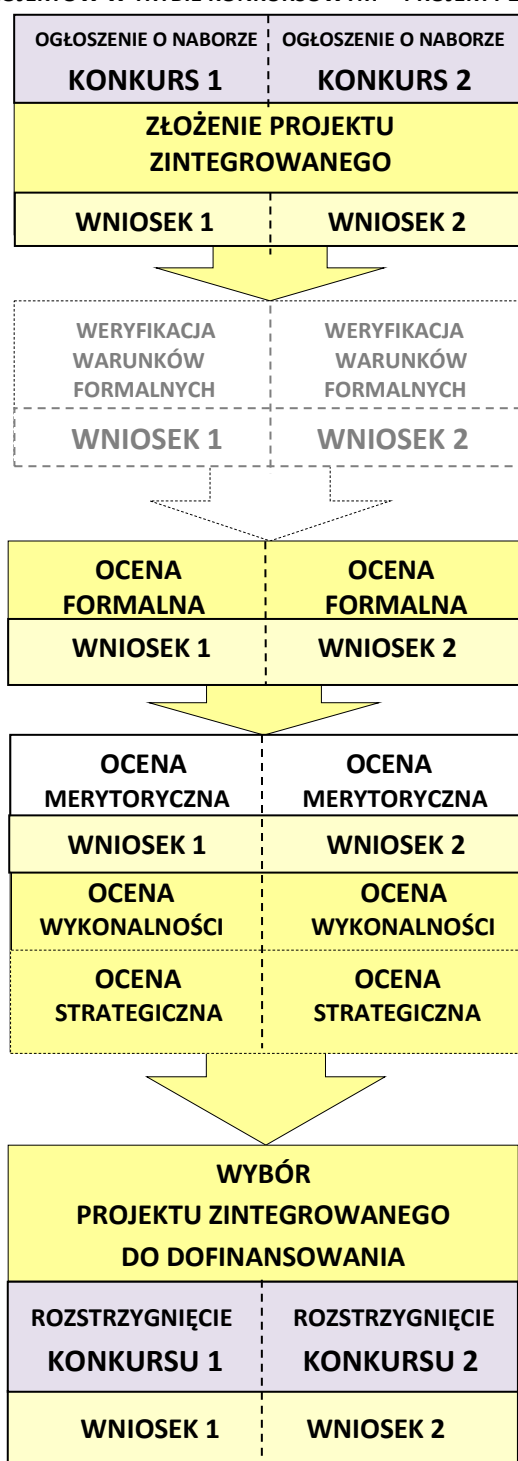 OGŁOSZENIE O NABORZE OGŁOSZENIE O NABORZE
KONKURS 1 KONKURS 2
ZŁOŻENIE PROJEKTU
ZINTEGROWANEGO
WNIOSEK 1 WNIOSEK 2
WERYFIKACJA WERYFIKACJA
WARUNKÓW WARUNKÓW
FORMALNYCH FORMALNYCH
WNIOSEK 1 WNIOSEK 2
OCENA OCENA
FORMALNA FORMALNA
WNIOSEK 1 WNIOSEK 2
OCENA OCENA
MERYTORYCZNA MERYTORYCZNA
WNIOSEK 1 WNIOSEK 2
OCENA OCENA
WYKONALNOŚCI WYKONALNOŚCI
OCENA OCENA
STRATEGICZNA STRATEGICZNA
WYBÓR
PROJEKTU ZINTEGROWANEGO
DO DOFINANSOWANIA
ROZSTRZYGNIĘCIE ROZSTRZYGNIĘCIE
KONKURSU 1 KONKURSU 2
WNIOSEK 1 WNIOSEK 2